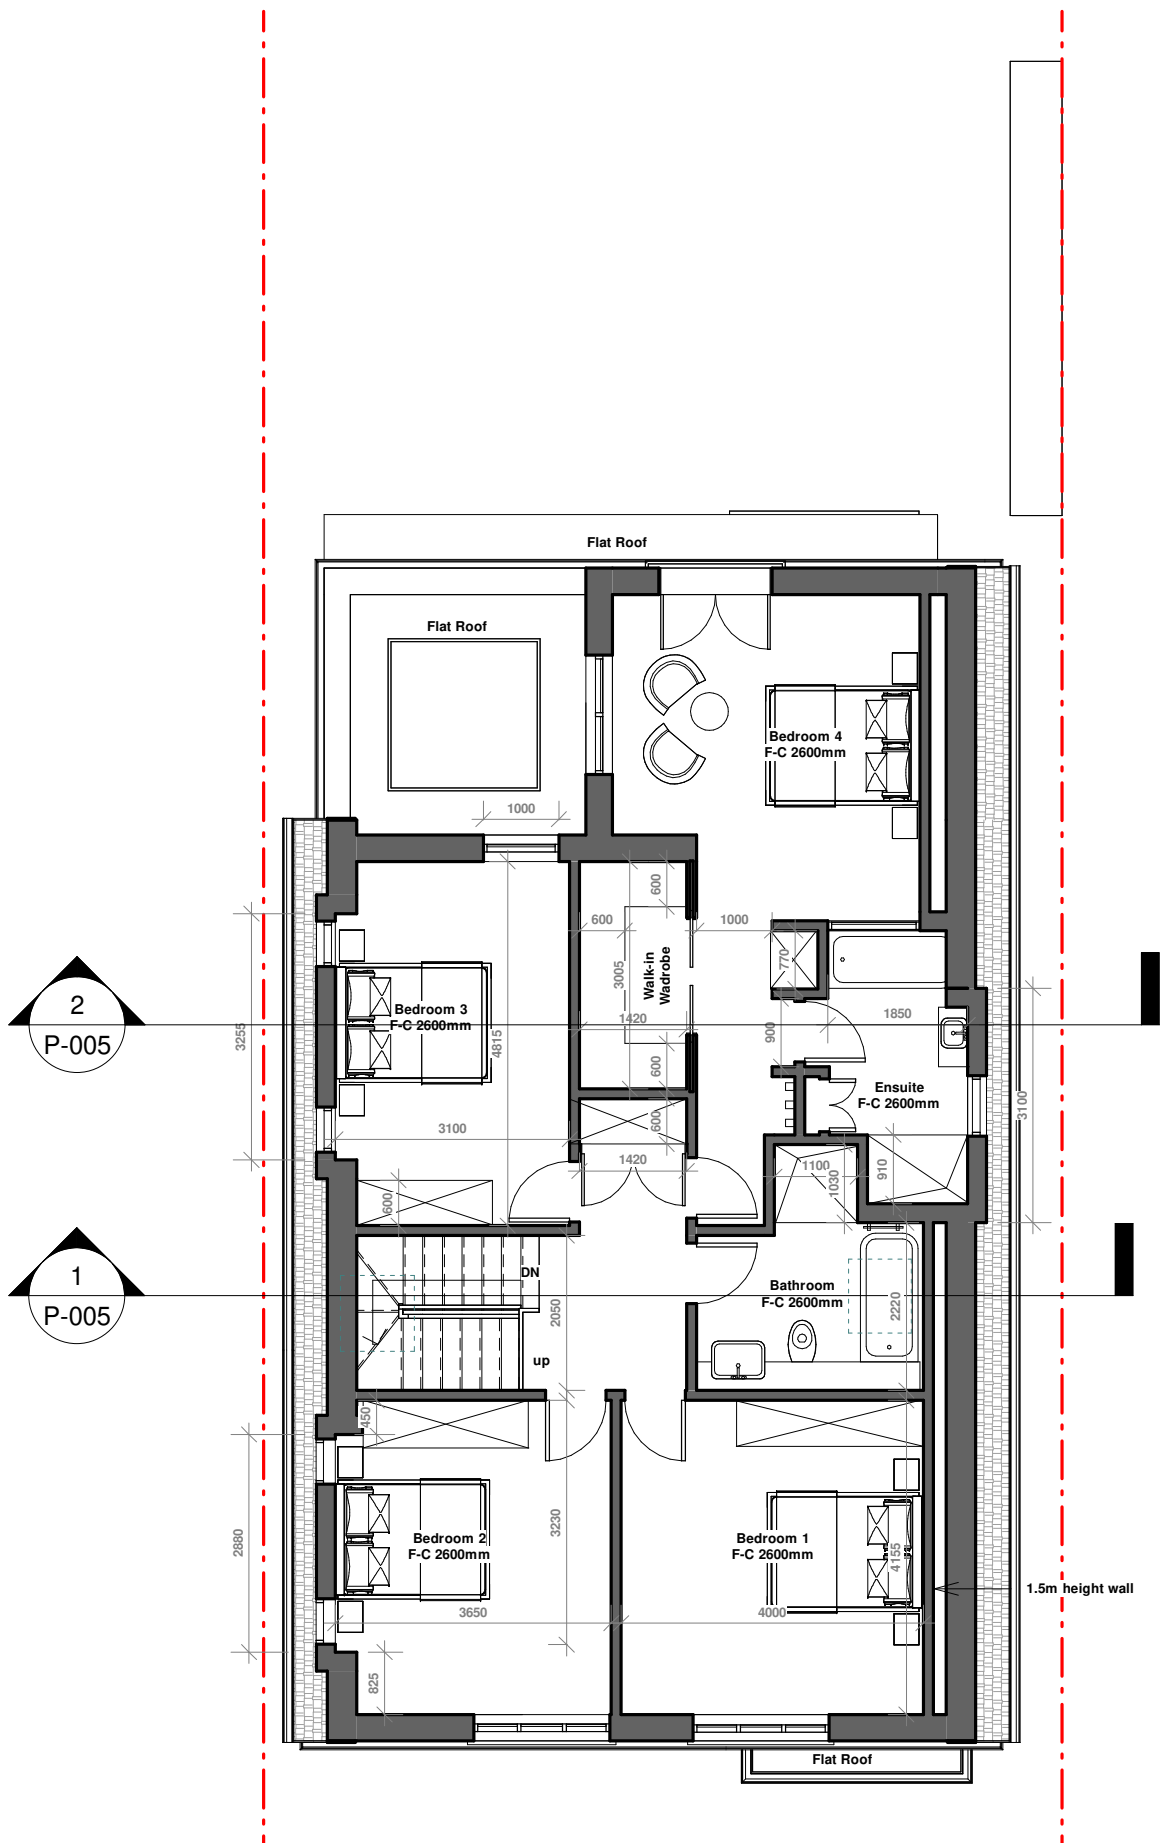 Flat Roof
Flat Roof
Bedroom 4
F-C 2600mm
1000
600
600
1000
770
3005
Walk-in
Wadrobe
2
P-005
3255
Bedroom 3
F-C 2600mm
4815
1420
900
1850
Ensuite
F-C 2600mm
3100
600
600
3100
1420
1100
1030
910
600
1
P-005
DN
2050
up
Bathroom
F-C 2600mm
2220
450
2880
3230
Bedroom 2
F-C 2600mm
Bedroom 1
F-C 2600mm
4155
1.5m height wall
3650
4000
825
Flat Roof